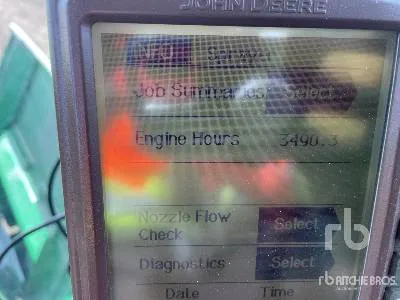 JOHN DEERE
Job Summaries Select
Engine Hours 3490.3
Nozzle Flow Select
Check
Diagnostics Select
Date Time
rb
rb RITCHIE BROS